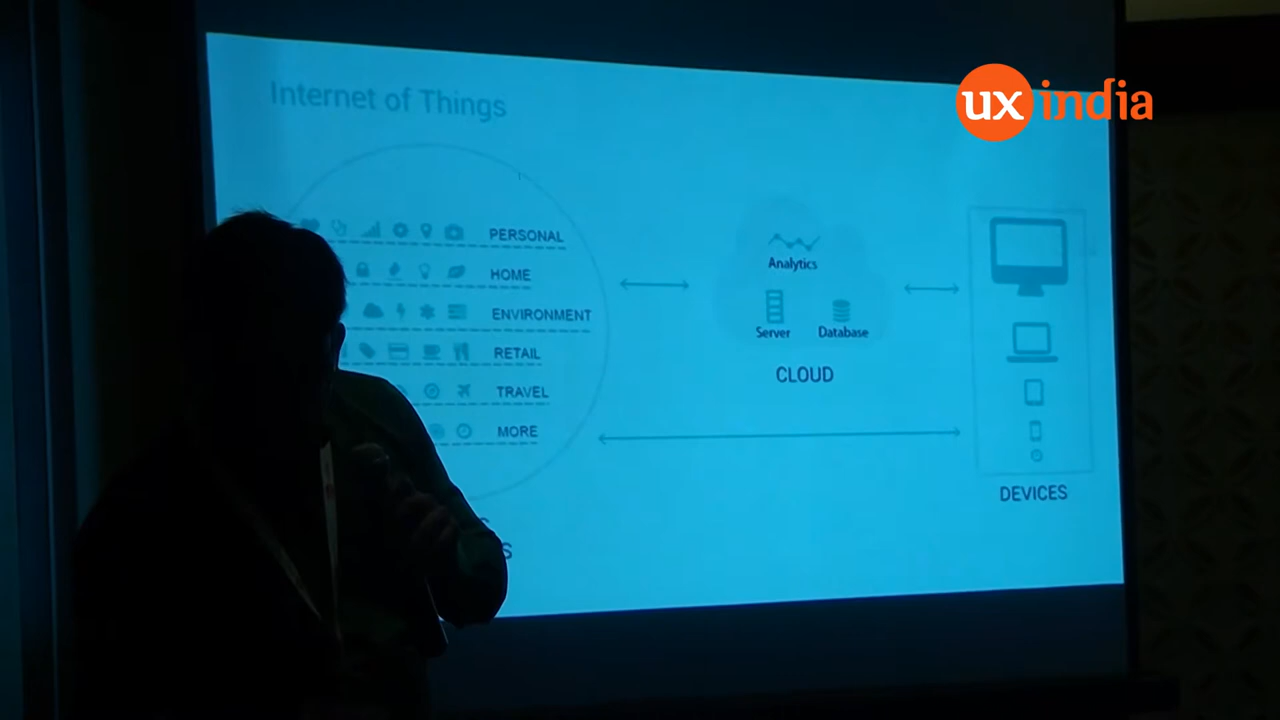 Internet of Things
ux india
PERSONAL
HOME
ENVIRONMENT
RETAIL
TRAVEL
MORE
Analytics
Server
Database
CLOUD
DEVICES